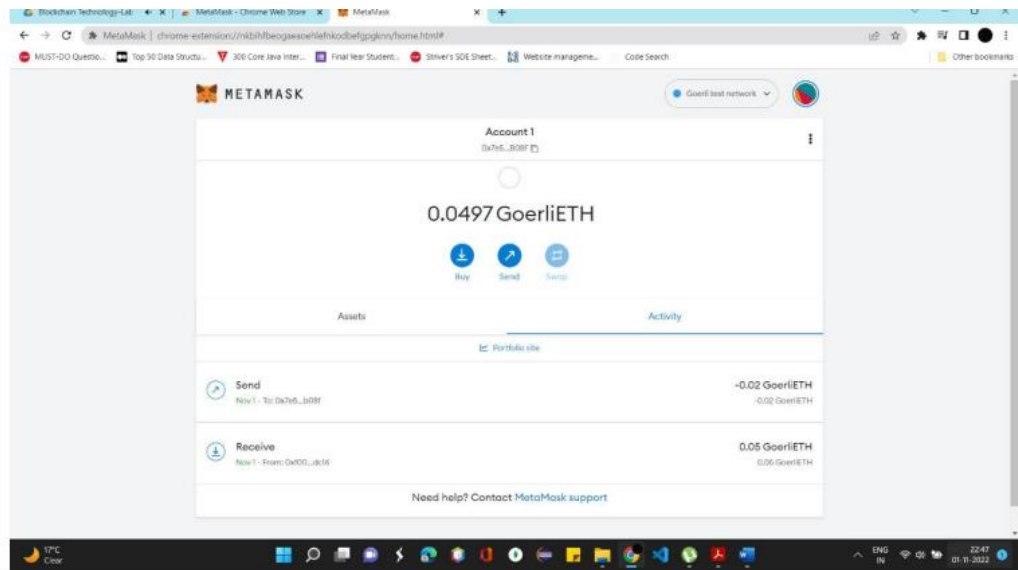 Blockchain Technology-Lab
MetaMask - Chrome Web Store
MetaMask
MetaMask
chrome-extension://nkbihfbeogaeaoehlefnkodbefgpgknn/home.html#
MUST-DO Questio...
Top 50 Data Structu...
300 Core Java Inter...
Final Year Student...
Striver's SDE Sheet...
Website manageme...
Code Search
Other bookmarks
METAMASK
Goerli test network
Account 1
0x7e6...B08F
0.0497 GoerliETH
Buy
Send
Swap
Assets
Activity
Portfolio site
Send
-0.02 GoerliETH
Nov 1 - To: 0x7e6...b08f
-0.02 GoerliETH
Receive
0.05 GoerliETH
Nov 1 - From: 0xf00...dc16
0.05 GoerliETH
Need help? Contact MetaMask support
17°C
Clear
ENG
IN
22:47
01-11-2022